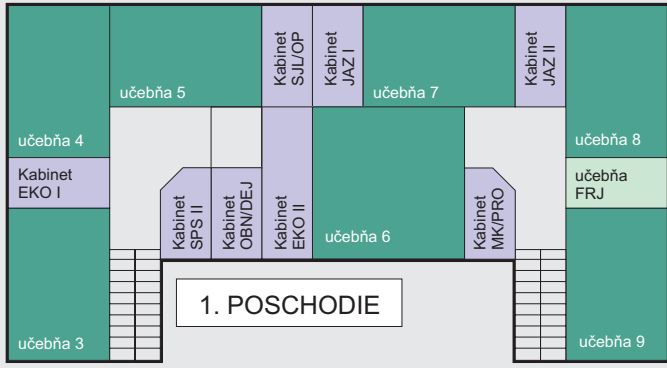 učebňa 5
Kabinet
SJL/OP
Kabinet
JAZ I
učebňa 7
Kabinet
JAZ II
učebňa 4
učebňa 8
Kabinet
EKO I
Kabinet
SPS II
Kabinet
OBN/DEJ
Kabinet
EKO II
učebňa 6
Kabinet
MK/PRO
učebňa
FRJ
1. POSCHODIE
učebňa 3
učebňa 9